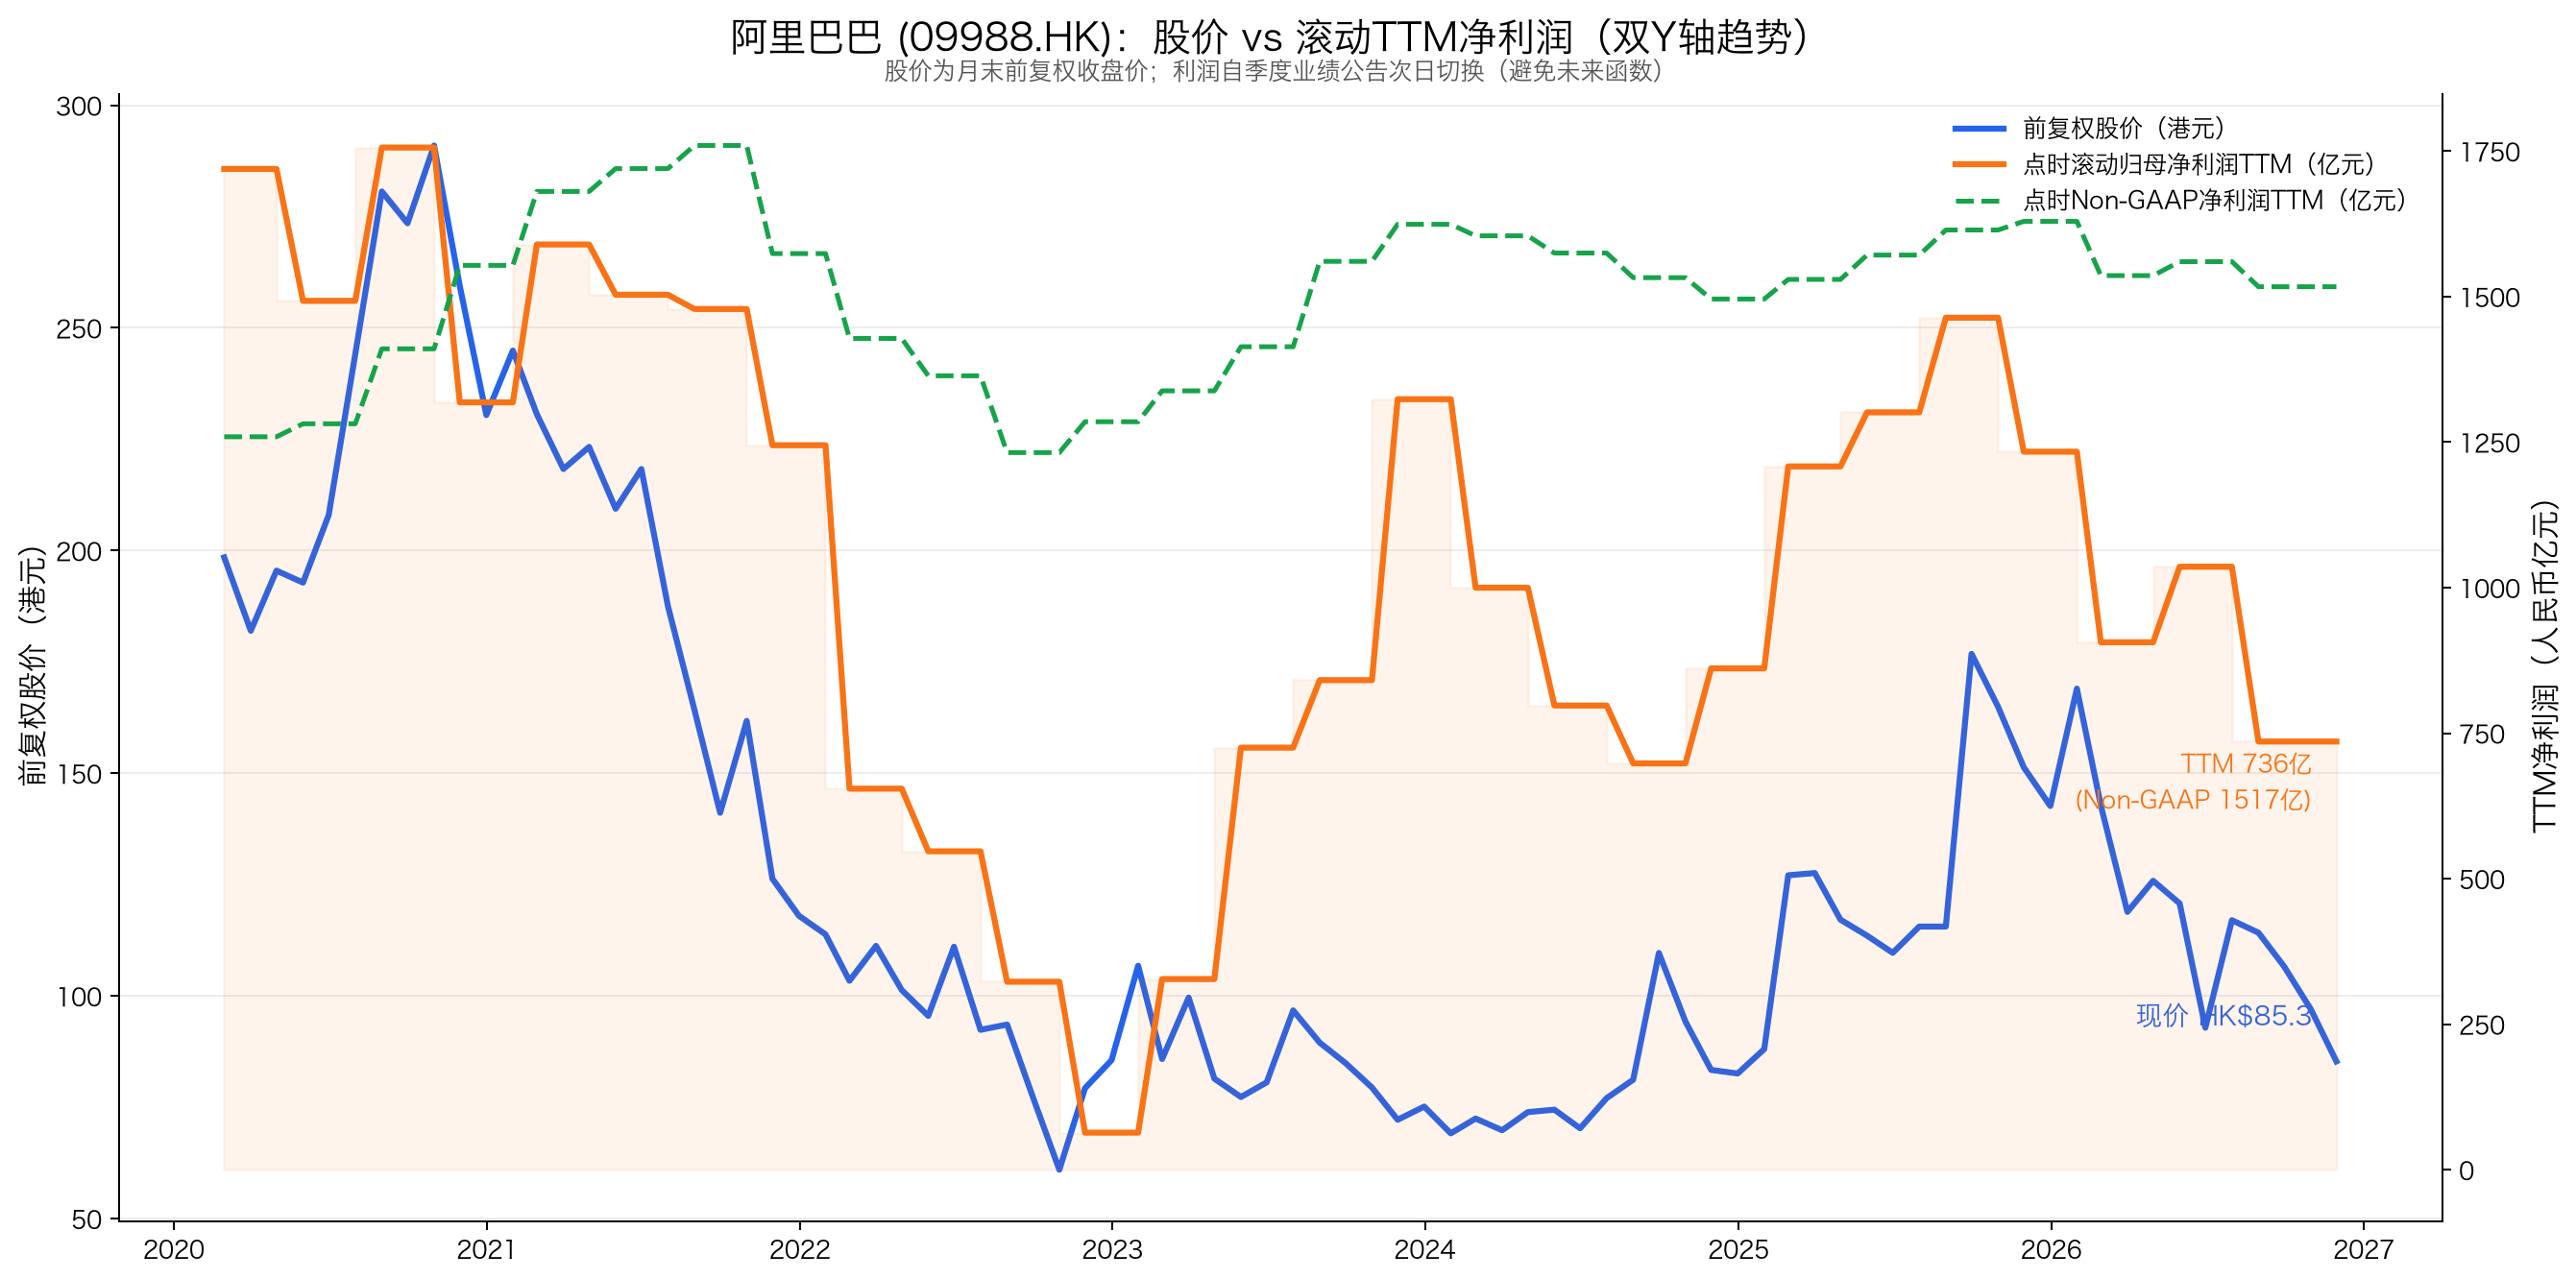 阿里巴巴 (09988.HK)：股价 vs 滚动TTM净利润（双Y轴趋势）
股价为月末前复权收盘价；利润自季度业绩公告次日切换（避免未来函数）
前复权股价（港元）
点时滚动归母净利润TTM（亿元）
点时Non-GAAP净利润TTM（亿元）
前复权股价（港元）
300
250
200
150
100
50
TTM净利润（人民币亿元）
1750
1500
1250
1000
750
500
250
0
TTM 736亿
(Non-GAAP 1517亿)
现价 HK$85.3
2020
2021
2022
2023
2024
2025
2026
2027